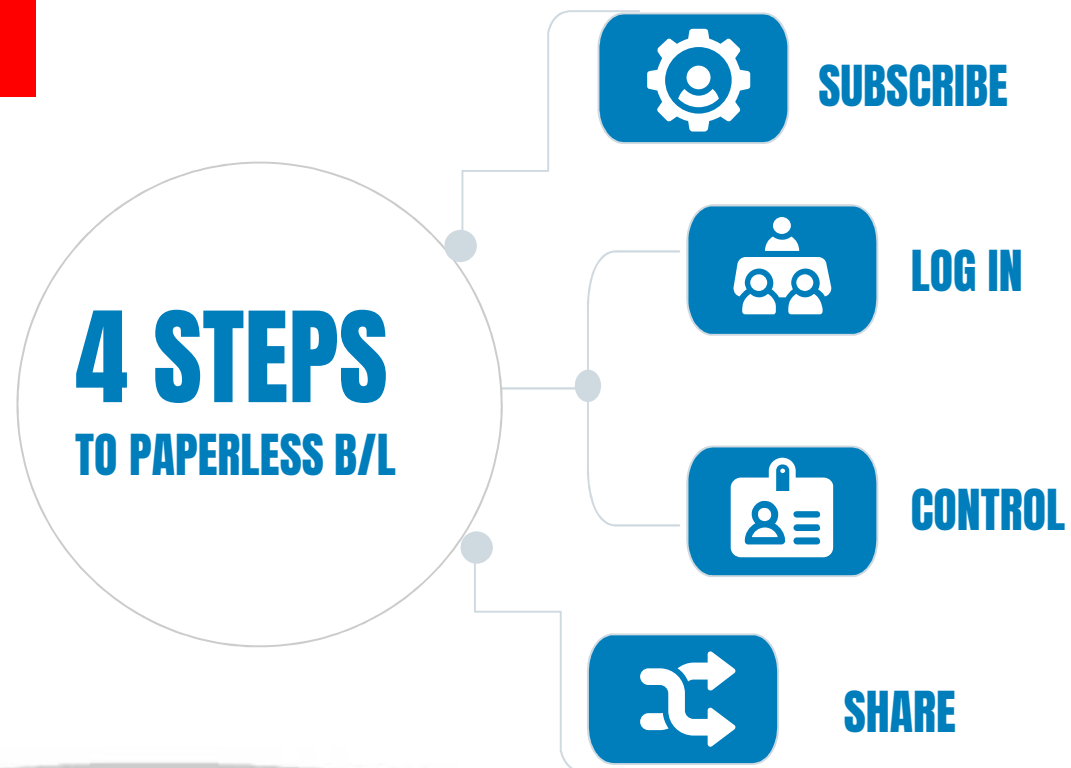 4 STEPS
TO PAPERLESS B/L
SUBSCRIBE
LOG IN
CONTROL
SHARE